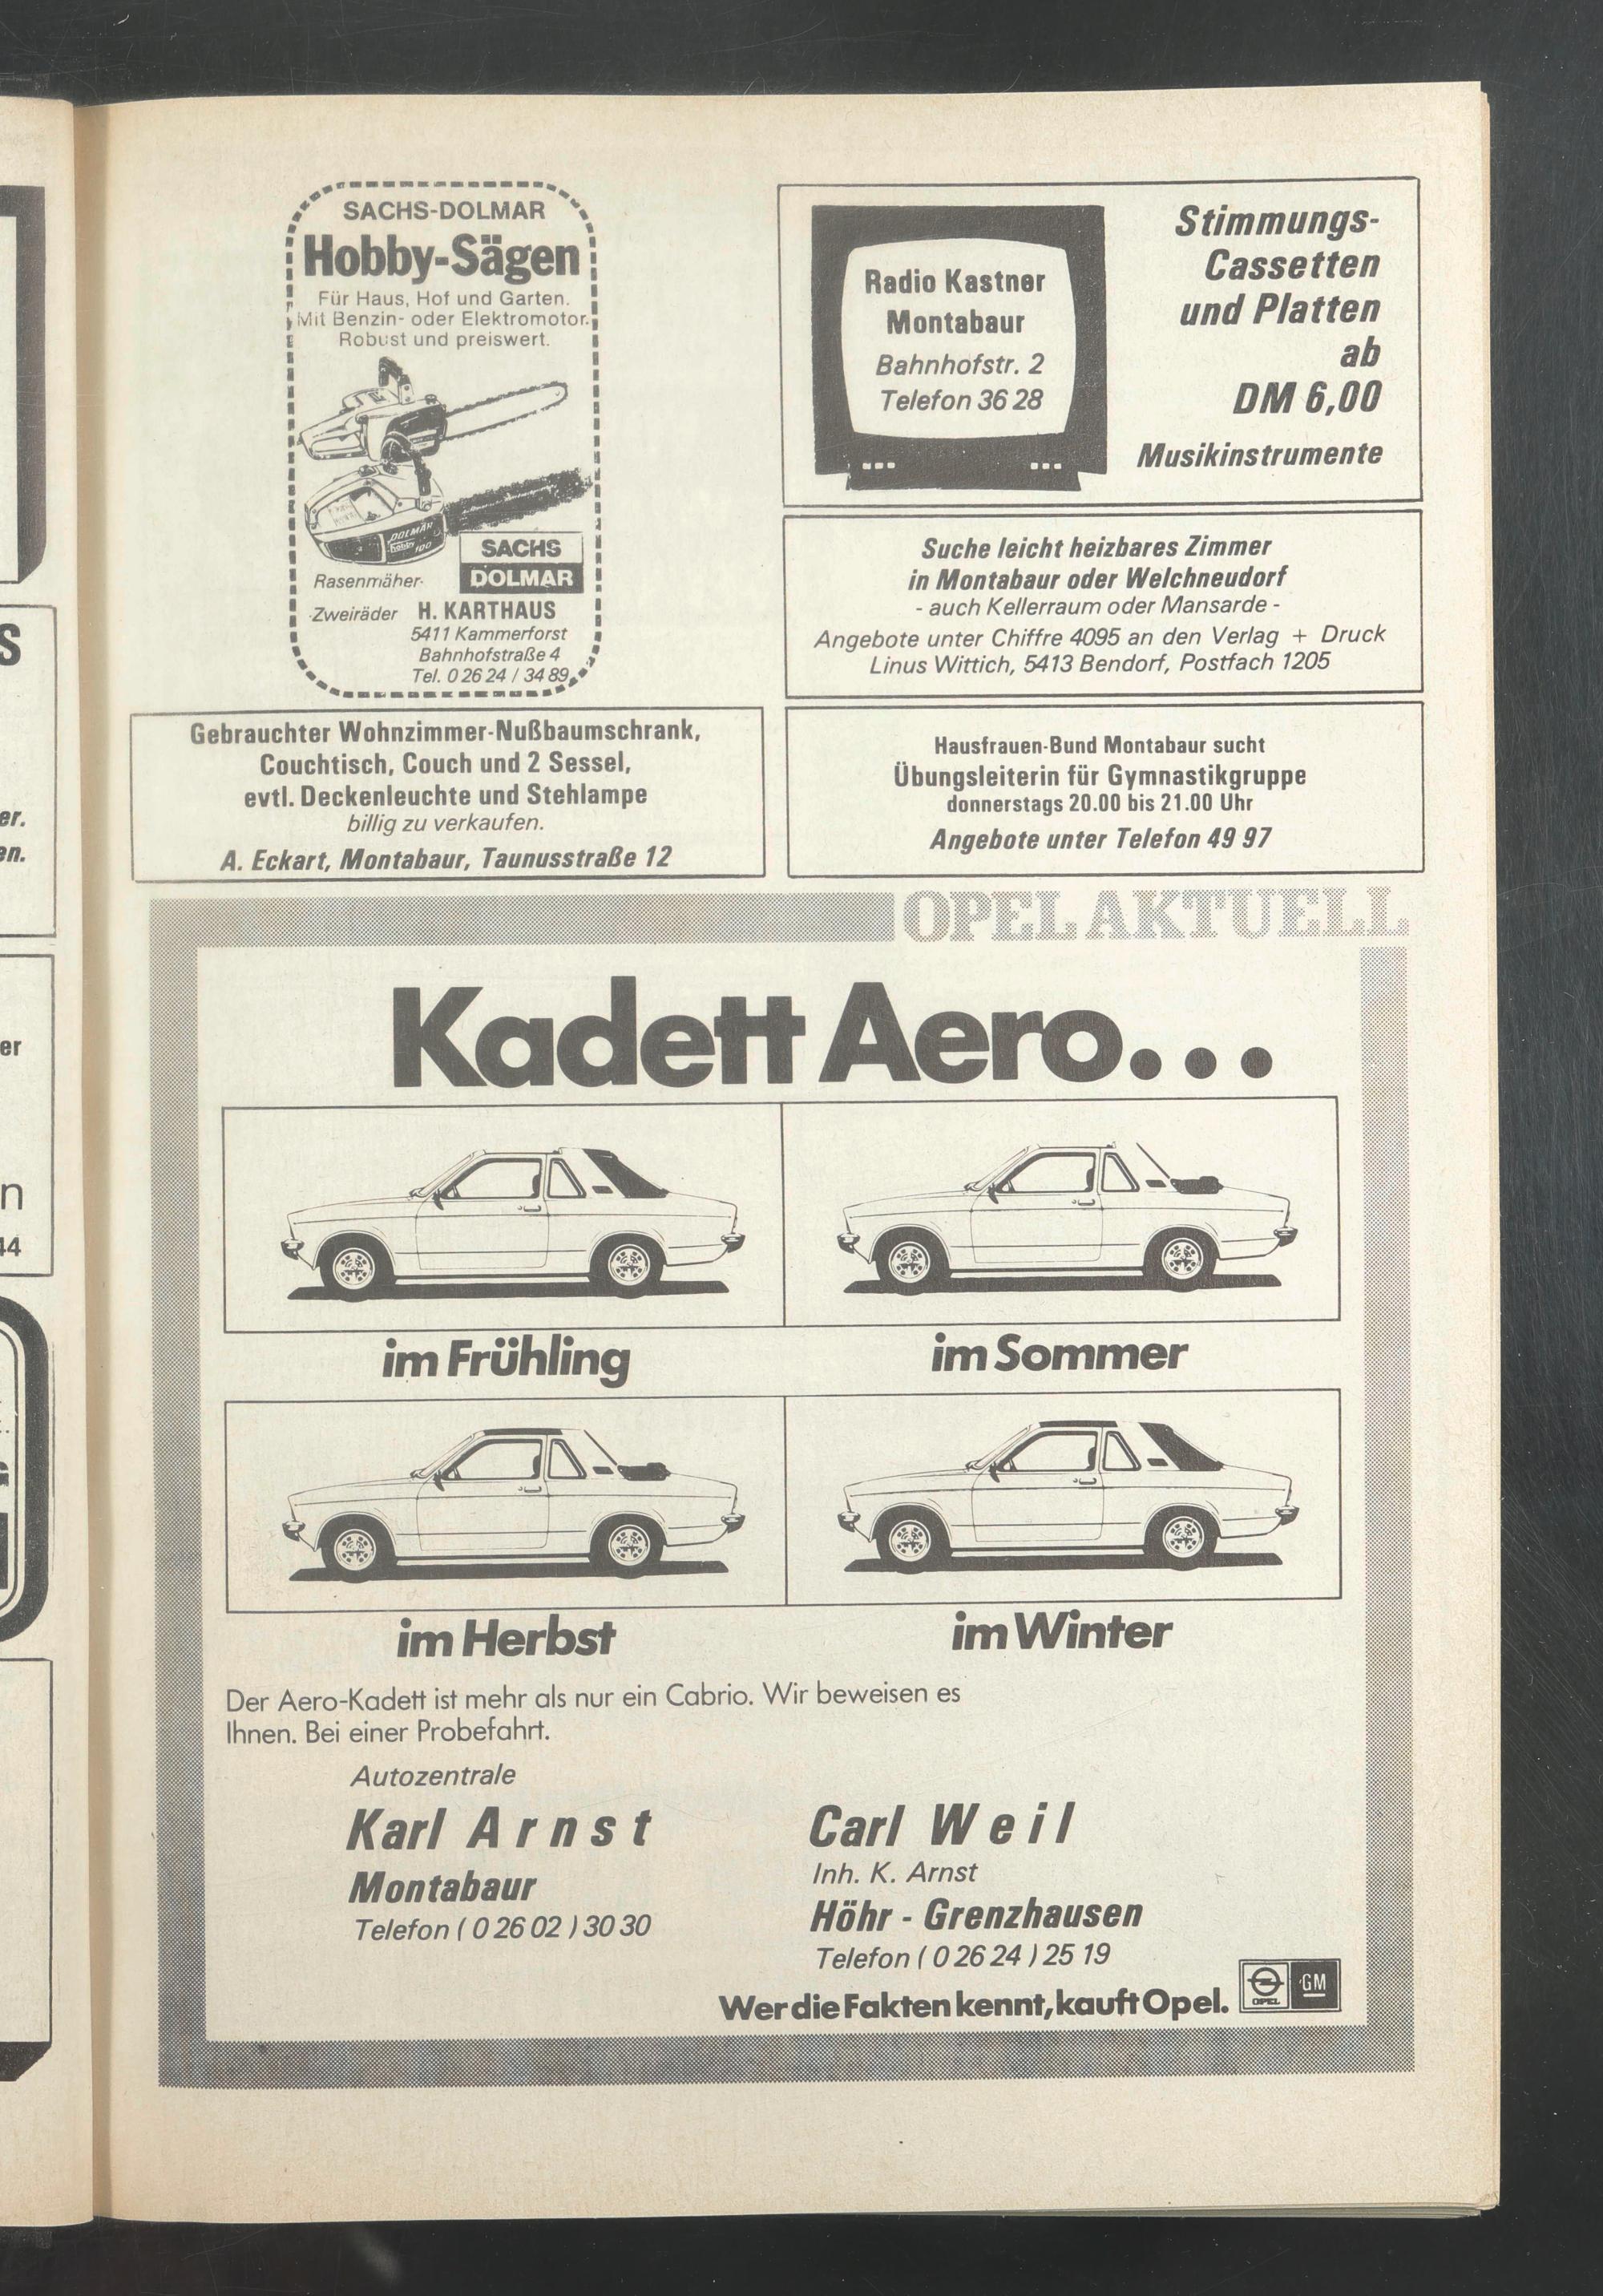 SACHS-DOLMAR
Hobby-Sägen
Für Haus, Hof und Garten.
Mit Benzin- oder Elektromotor.
Robust und preiswert.
DOLMAR
hobby 100
SACHS
DOLMAR
Rasenmäher-
Zweiräder H. KARTHAUS
5411 Kammerforst
Bahnhofstraße 4
Tel. 0 26 24 / 34 89
Radio Kastner
Montabaur
Bahnhofstr. 2
Telefon 36 28
Stimmungs-
Cassetten
und Platten
ab
DM 6,00
Musikinstrumente
Suche leicht heizbares Zimmer
in Montabaur oder Welchneudorf
- auch Kellerraum oder Mansarde -
Angebote unter Chiffre 4095 an den Verlag + Druck
Linus Wittich, 5413 Bendorf, Postfach 1205
Gebrauchter Wohnzimmer-Nußbaumschrank,
Couchtisch, Couch und 2 Sessel,
evtl. Deckenleuchte und Stehlampe
billig zu verkaufen.
A. Eckart, Montabaur, Taunusstraße 12
Hausfrauen-Bund Montabaur sucht
Übungsleiterin für Gymnastikgruppe
donnerstags 20.00 bis 21.00 Uhr
Angebote unter Telefon 49 97
OPEL AKTUELL
Kadett Aero...
im Frühling
im Sommer
im Herbst
im Winter
Der Aero-Kadett ist mehr als nur ein Cabrio. Wir beweisen es
Ihnen. Bei einer Probefahrt.
Autozentrale
Karl Arnst
Montabaur
Telefon ( 0 26 02 ) 30 30
Carl Weil
Inh. K. Arnst
Höhr - Grenzhausen
Telefon ( 0 26 24 ) 25 19
Wer die Fakten kennt, kauft Opel.
OPEL
GM